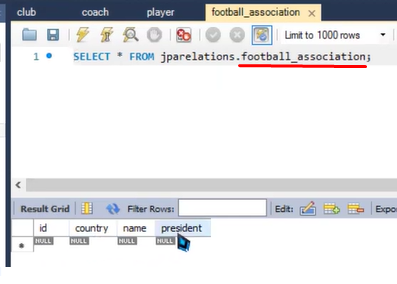 club coach player football_association ×
Limit to 1000 rows
1 SELECT * FROM jparelations.football_association;
Result Grid Filter Rows: Edit: Expo
id country name president
NULL NULL NULL NULL